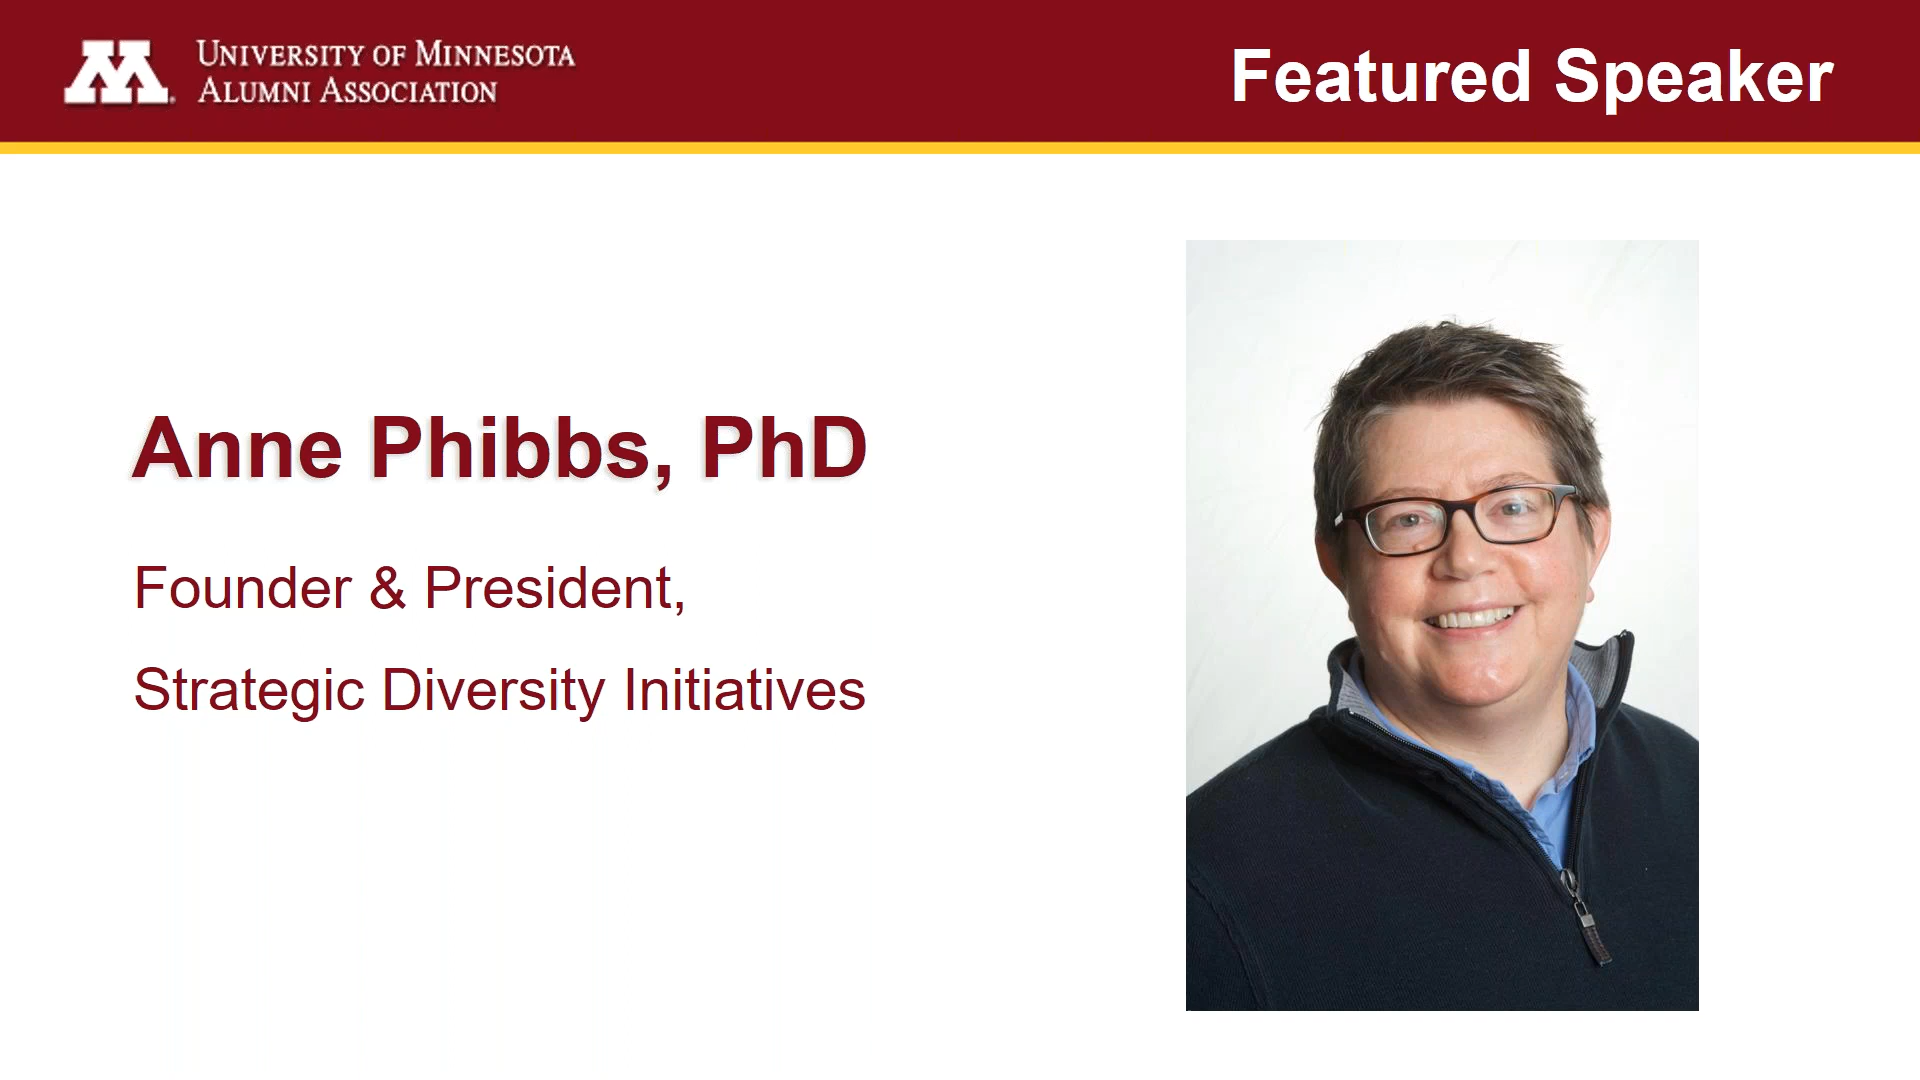 UNIVERSITY OF MINNESOTA
ALUMNI ASSOCIATION
Featured Speaker
Anne Phibbs, PhD
Founder & President,
Strategic Diversity Initiatives